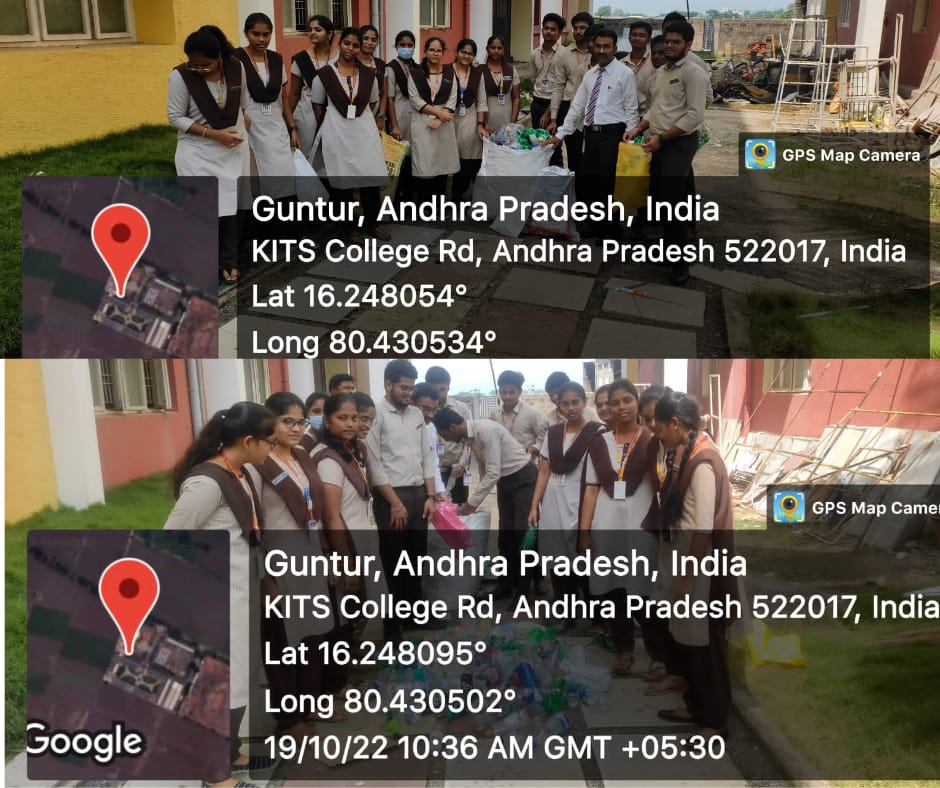 GPS Map Camera
Guntur, Andhra Pradesh, India
KITS College Rd, Andhra Pradesh 522017, India
Lat 16.248054°
Long 80.430534°
GPS Map Came
Guntur, Andhra Pradesh, India
KITS College Rd, Andhra Pradesh 522017, India
Lat 16.248095°
Long 80.430502°
Google
19/10/22 10:36 AM GMT +05:30